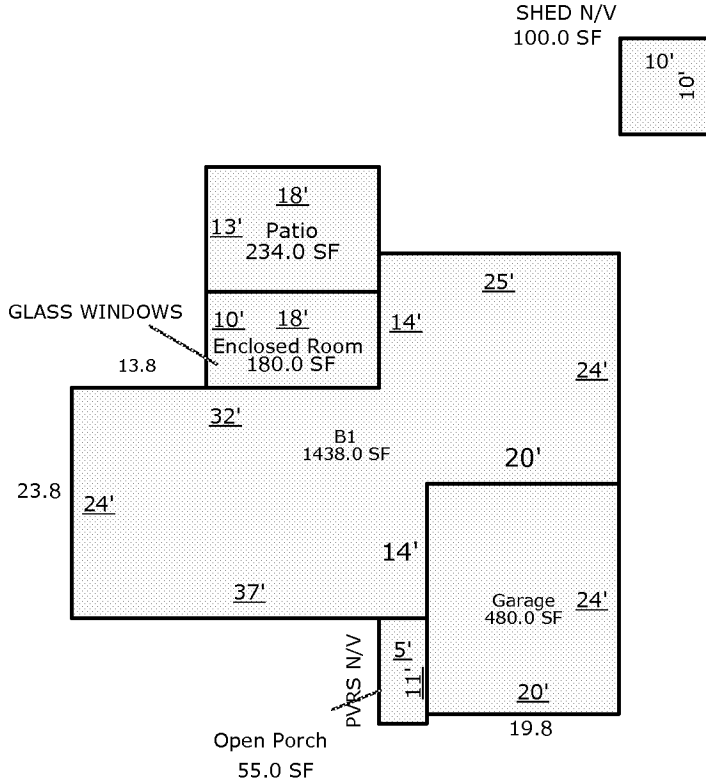 SHED N/V
100.0 SF
10'
10'
18'
13'
Patio
234.0 SF
25'
GLASS WINDOWS
10'
18'
14'
Enclosed Room
180.0 SF
13.8
24'
32'
B1
1438.0 SF
20'
23.8
24'
14'
37'
Garage
480.0 SF
24'
5'
11'
PVRS N/V
20'
19.8
Open Porch
55.0 SF